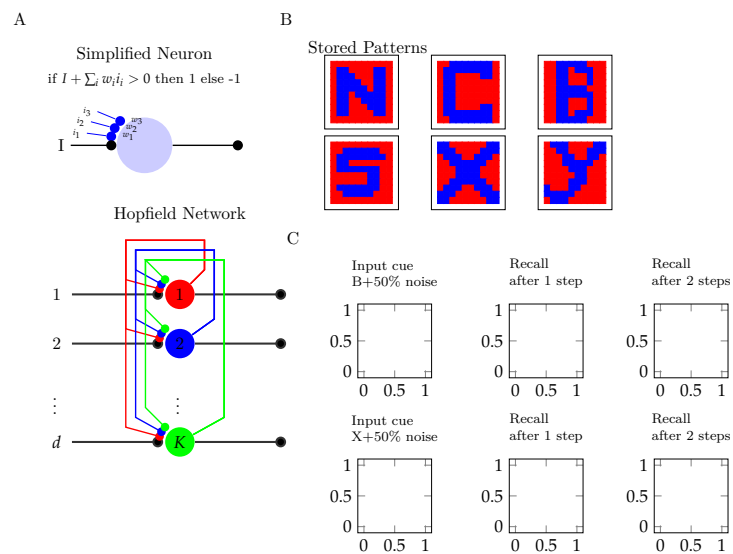 A
Simplified Neuron
if I + ∑ᵢ wᵢiᵢ > 0 then 1 else -1
i₃
i₂
i₁
w₃
w₂
w₁
I
Hopfield Network
1
1
2
2
⋮
⋮
d
K
B
Stored Patterns
N C B
S X y
C
Input cue
B+50% noise
Recall
after 1 step
Recall
after 2 steps
1
0.5
0
0 0.5 1
1
0.5
0
0 0.5 1
1
0.5
0
0 0.5 1
Input cue
X+50% noise
Recall
after 1 step
Recall
after 2 steps
1
0.5
0
0 0.5 1
1
0.5
0
0 0.5 1
1
0.5
0
0 0.5 1